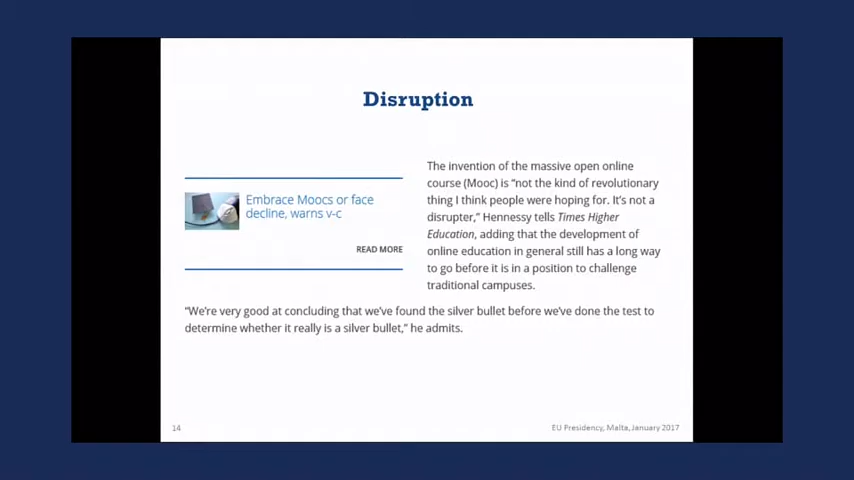 Disruption
Embrace Moocs or face
decline, warns v-c
READ MORE
The invention of the massive open online
course (Mooc) is “not the kind of revolutionary
thing I think people were hoping for. It’s not a
disrupter,” Hennessy tells Times Higher
Education, adding that the development of
online education in general still has a long way
to go before it is in a position to challenge
traditional campuses.
“We’re very good at concluding that we’ve found the silver bullet before we’ve done the test to
determine whether it really is a silver bullet,” he admits.
14
EU Presidency, Malta, January 2017